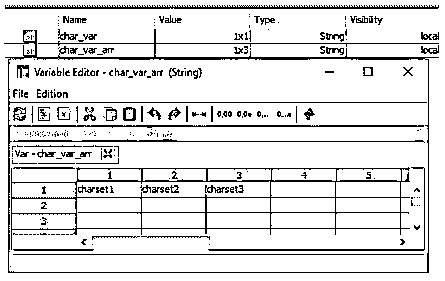 Name Value Type Visibility
char_var 1x1 String local
char_var_arr 1x3 String local
Variable Editor - char_var_arr (String)
File Edition
0,00 0,0e 0,.. 0,..e
Var - char_var_arr
1 2 3 4 5
1 charset1 charset2 charset3
2
3